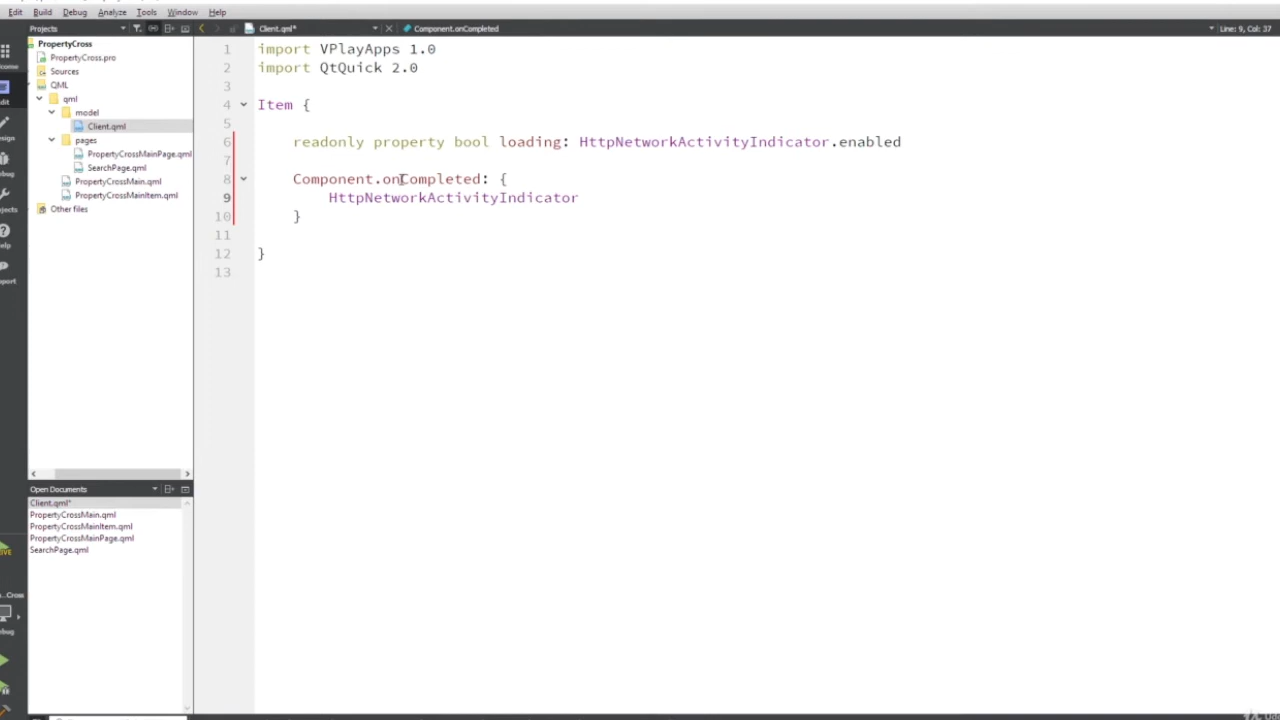 Edit Build Debug Analyze Tools Window Help
Projects Client.qml* Component.onCompleted Line: 9, Col: 37
PropertyCross
PropertyCross.pro
Sources
QML
qml
model
Client.qml
pages
PropertyCrossMainPage.qml
SearchPage.qml
PropertyCrossMain.qml
PropertyCrossMainItem.qml
Other files
1 import VPlayApps 1.0
2 import QtQuick 2.0
3
4 Item {
5
6 readonly property bool loading: HttpNetworkActivityIndicator.enabled
7
8 Component.onCompleted: {
9 HttpNetworkActivityIndicator
10 }
11
12 }
13
Open Documents
Client.qml*
PropertyCrossMain.qml
PropertyCrossMainItem.qml
PropertyCrossMainPage.qml
SearchPage.qml